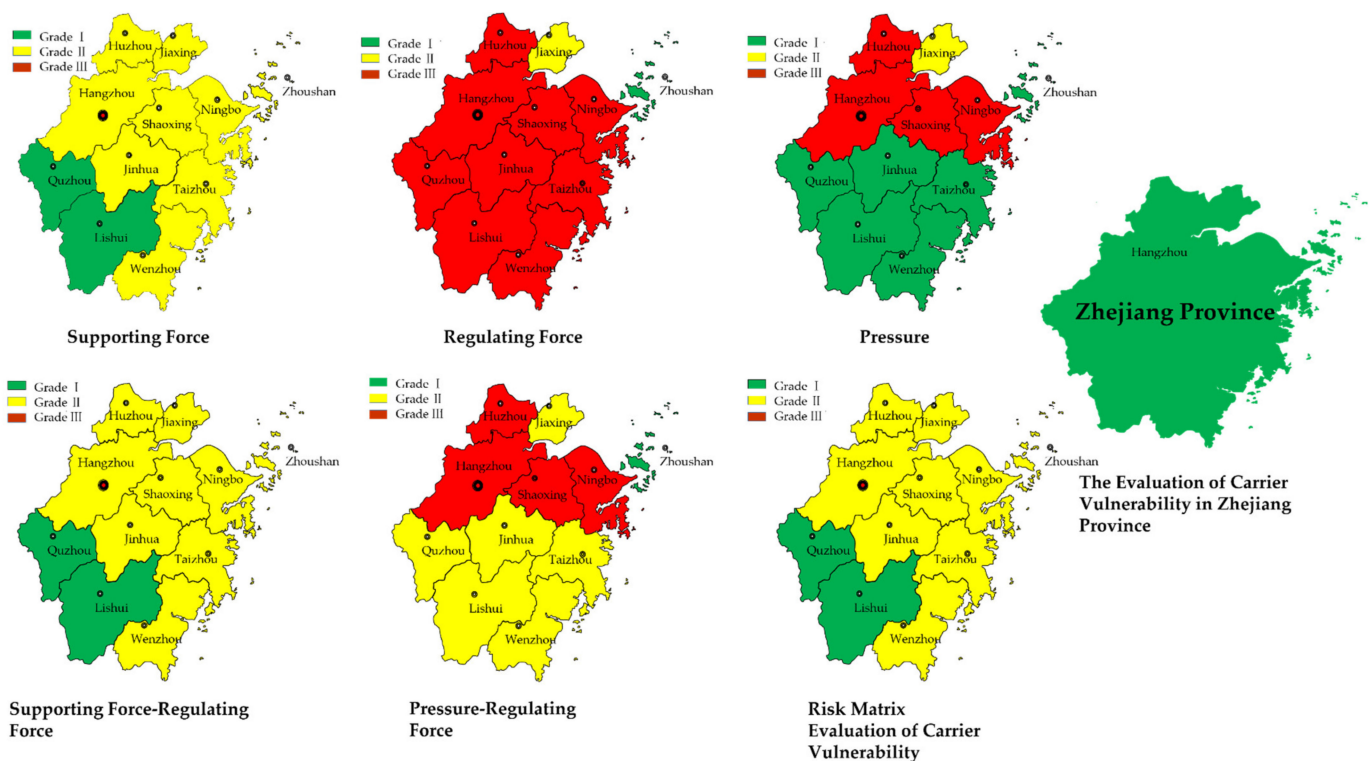 Grade Ⅰ
Grade Ⅱ
Grade Ⅲ
Huzhou
Jiaxing
Hangzhou
Ningbo
Zhoushan
Shaoxing
Jinhua
Quzhou
Taizhou
Lishui
Wenzhou
Supporting Force
Grade Ⅰ
Grade Ⅱ
Grade Ⅲ
Huzhou
Jiaxing
Hangzhou
Ningbo
Zhoushan
Shaoxing
Jinhua
Quzhou
Taizhou
Lishui
Wenzhou
Regulating Force
Grade Ⅰ
Grade Ⅱ
Grade Ⅲ
Huzhou
Jiaxing
Hangzhou
Ningbo
Zhoushan
Shaoxing
Jinhua
Quzhou
Taizhou
Lishui
Wenzhou
Pressure
Hangzhou
Zhejiang Province
The Evaluation of Carrier
Vulnerability in Zhejiang
Province
Grade Ⅰ
Grade Ⅱ
Grade Ⅲ
Huzhou
Jiaxing
Hangzhou
Ningbo
Zhoushan
Shaoxing
Jinhua
Quzhou
Taizhou
Lishui
Wenzhou
Supporting Force-Regulating
Force
Grade Ⅰ
Grade Ⅱ
Grade Ⅲ
Huzhou
Jiaxing
Hangzhou
Ningbo
Zhoushan
Shaoxing
Jinhua
Quzhou
Taizhou
Lishui
Wenzhou
Pressure-Regulating
Force
Grade Ⅰ
Grade Ⅱ
Grade Ⅲ
Huzhou
Jiaxing
Hangzhou
Ningbo
Zhoushan
Shaoxing
Jinhua
Quzhou
Taizhou
Lishui
Wenzhou
Risk Matrix
Evaluation of Carrier
Vulnerability